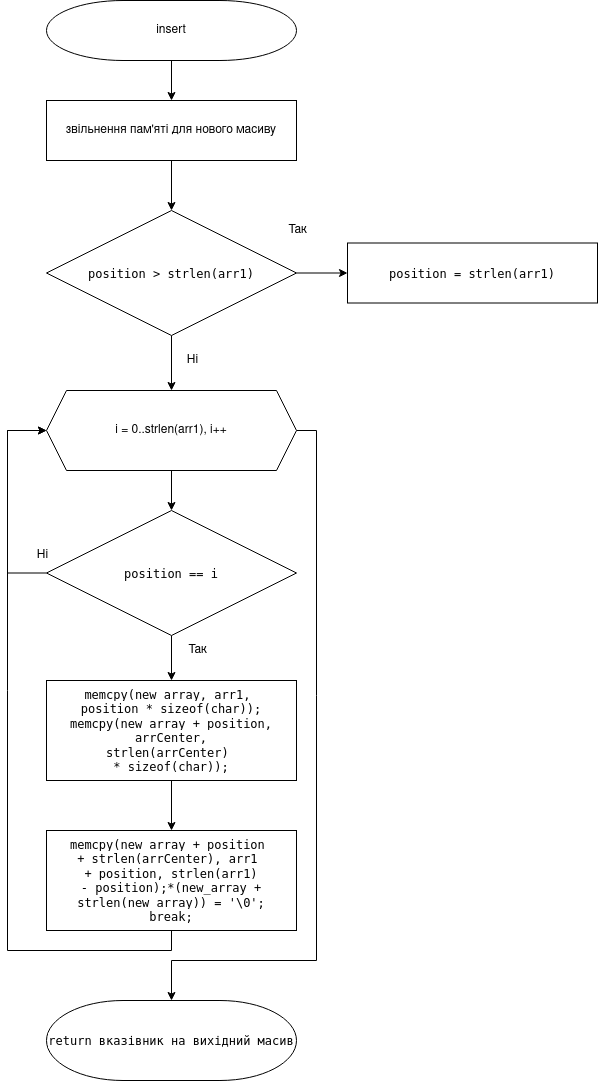 insert
звільнення пам'яті для нового масиву
Так
position > strlen(arr1)
position = strlen(arr1)
Ні
i = 0..strlen(arr1), i++
Ні
position == i
Так
memcpy(new_array, arr1,
position * sizeof(char));
memcpy(new_array + position,
arrCenter,
strlen(arrCenter)
* sizeof(char));
memcpy(new_array + position
+ strlen(arrCenter), arr1
+ position, strlen(arr1)
- position);*(new_array +
strlen(new_array)) = '\0';
break;
return вказівник на вихідний масив